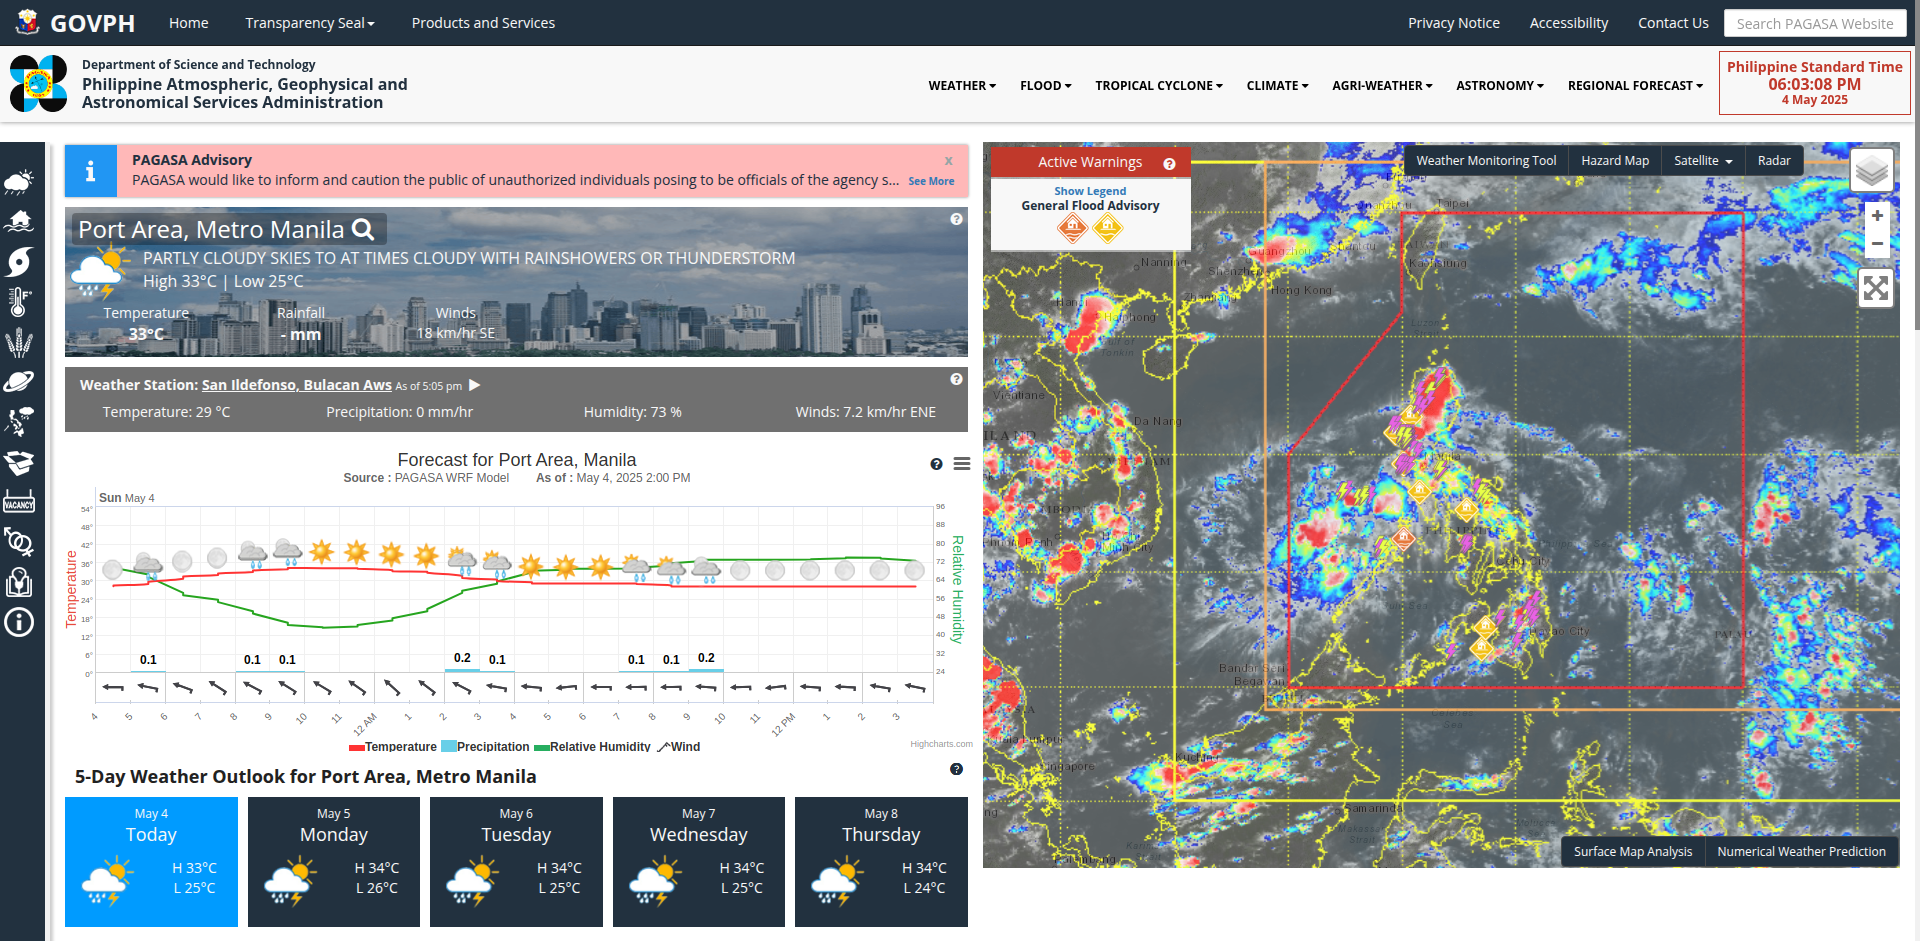 GOVPH
Home
Transparency Seal
Products and Services
Privacy Notice
Accessibility
Contact Us
Search PAGASA Website
Department of Science and Technology
Philippine Atmospheric, Geophysical and
Astronomical Services Administration
WEATHER
FLOOD
TROPICAL CYCLONE
CLIMATE
AGRI-WEATHER
ASTRONOMY
REGIONAL FORECAST
Philippine Standard Time
06:03:08 PM
4 May 2025
VACANCY
PAGASA Advisory
x
PAGASA would like to inform and caution the public of unauthorized individuals posing to be officials of the agency s... See More
Port Area, Metro Manila
PARTLY CLOUDY SKIES TO AT TIMES CLOUDY WITH RAINSHOWERS OR THUNDERSTORM
High 33°C | Low 25°C
Temperature
Rainfall
Winds
33°C
- mm
18 km/hr SE
Weather Station: San Ildefonso, Bulacan Aws As of 5:05 pm
Temperature: 29 °C
Precipitation: 0 mm/hr
Humidity: 73 %
Winds: 7.2 km/hr ENE
Forecast for Port Area, Manila
Source : PAGASA WRF Model As of : May 4, 2025 2:00 PM
Sun May 4
Temperature
54°
48°
42°
36°
30°
24°
18°
12°
6°
0°
96
88
80
72
64
56
48
40
32
24
Relative Humidity
0.1
0.1
0.1
0.2
0.1
0.1
0.1
0.2
4
5
6
7
8
9
10
11
12 AM
1
2
3
4
5
6
7
8
9
10
11
12 PM
1
2
3
Temperature
Precipitation
Relative Humidity
Wind
Highcharts.com
5-Day Weather Outlook for Port Area, Metro Manila
May 4
Today
H 33°C
L 25°C
May 5
Monday
H 34°C
L 26°C
May 6
Tuesday
H 34°C
L 25°C
May 7
Wednesday
H 34°C
L 25°C
May 8
Thursday
H 34°C
L 24°C
Active Warnings
Show Legend
General Flood Advisory
Weather Monitoring Tool
Hazard Map
Satellite
Radar
+
−
Taipei
Guangzhou
Nanning
Shenzhen
Kaohsiung
Hong Kong
Hanoi
Haiphong
Gulf of
Tonkin
Vientiane
Da Nang
Davao City
Bandar Seri
Begawan
Celebes
Sea
Kuching
Singapore
Samarinda
Surface Map Analysis
Numerical Weather Prediction